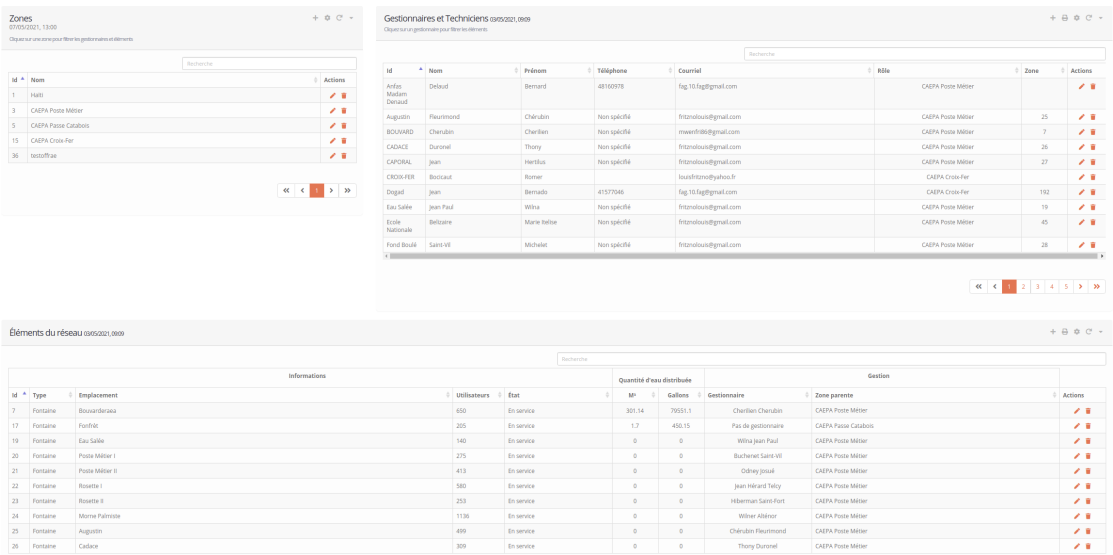 Zones
07/05/2021, 13:00
Cliquez sur une zone pour filtrer les gestionnaires et éléments
Recherche
Id Nom Actions
1 Haïti
3 CAEPA Poste Métier
5 CAEPA Passe Catabois
15 CAEPA Croix-Fer
36 testoffrae
1
Gestionnaires et Techniciens 03/05/2021, 09:09
Cliquez sur un gestionnaire pour filtrer les éléments
Recherche
Id Nom Prénom Téléphone Courriel Rôle Zone Actions
Anfas Madam Denaud Delaud Bernard 48160978 fag.10.fag@gmail.com CAEPA Poste Métier
Augustin Fleurimond Chérubin Non spécifié fritznolouis@gmail.com CAEPA Poste Métier 25
BOUVARD Cherubin Cherilien Non spécifié mwenfri86@gmail.com CAEPA Poste Métier 7
CADACE Duronel Thony Non spécifié fritznolouis@gmail.com CAEPA Poste Métier 26
CAPORAL Jean Hertilus Non spécifié fritznolouis@gmail.com CAEPA Poste Métier 27
CROIX-FER Bocicaut Romer louisfritzno@yahoo.fr CAEPA Croix-Fer
Dogad Jean Bernado 41577046 fag.10.fag@gmail.com CAEPA Croix-Fer 192
Eau Salée Jean Paul Wilna Non spécifié fritznolouis@gmail.com CAEPA Poste Métier 19
Ecole Nationale Belizaire Marie Itelise Non spécifié fritznolouis@gmail.com CAEPA Poste Métier 45
Fond Boulé Saint-Vil Michelet Non spécifié fritznolouis@gmail.com CAEPA Poste Métier 28
1 2 3 4 5
Éléments du réseau 03/05/2021, 09:09
Recherche
Informations Quantité d'eau distribuée Gestion
Id Type Emplacement Utilisateurs État M³ Gallons Gestionnaire Zone parente Actions
7 Fontaine Bouvarderaea 650 En service 301.14 79551.1 Cherilien Cherubin CAEPA Poste Métier
17 Fontaine Fonfrèt 205 En service 1.7 450.15 Pas de gestionnaire CAEPA Passe Catabois
19 Fontaine Eau Salée 140 En service 0 0 Wilna Jean Paul CAEPA Poste Métier
20 Fontaine Poste Métier I 275 En service 0 0 Buchenet Saint-Vil CAEPA Poste Métier
21 Fontaine Poste Métier II 413 En service 0 0 Odney Josué CAEPA Poste Métier
22 Fontaine Rosette I 580 En service 0 0 Jean Hérard Telcy CAEPA Poste Métier
23 Fontaine Rosette II 253 En service 0 0 Hiberman Saint-Fort CAEPA Poste Métier
24 Fontaine Morne Palmiste 1136 En service 0 0 Wilner Alténor CAEPA Poste Métier
25 Fontaine Augustin 499 En service 0 0 Chérubin Fleurimond CAEPA Poste Métier
26 Fontaine Cadace 309 En service 0 0 Thony Duronel CAEPA Poste Métier